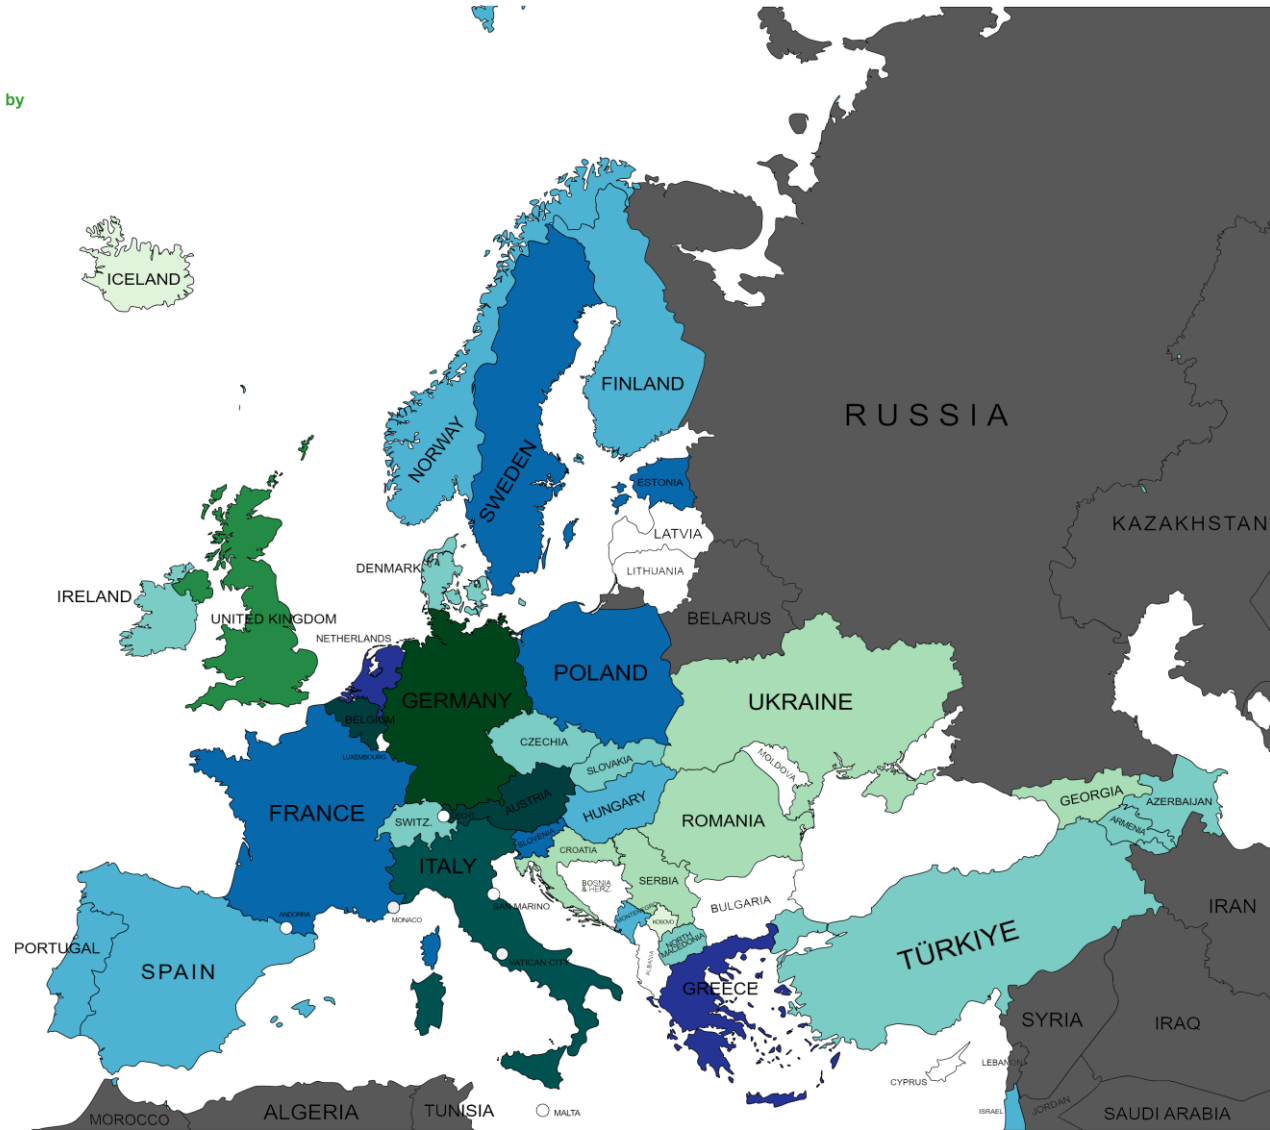 by
ICELAND
FINLAND
RUSSIA
NORWAY
SWEDEN
ESTONIA
KAZAKHSTAN
LATVIA
DENMARK
LITHUANIA
IRELAND
UNITED KINGDOM
BELARUS
NETHERLANDS
POLAND
GERMANY
UKRAINE
BELGIUM
CZECHIA
LUXEMBOURG
SLOVAKIA
MOLDOVA
FRANCE
AUSTRIA
HUNGARY
GEORGIA
AZERBAIJAN
SWITZ.
ROMANIA
ARMENIA
SLOVENIA
CROATIA
ITALY
BOSNIA
& HERZ.
SERBIA
BULGARIA
SAN MARINO
ANDORRA
MONACO
MONTENEGRO
KOSOVO
IRAN
PORTUGAL
SPAIN
VATICAN CITY
NORTH
MACEDONIA
ALBANIA
TÜRKIYE
GREECE
SYRIA
IRAQ
LEBANON
CYPRUS
MOROCCO
ALGERIA
TUNISIA
MALTA
ISRAEL
JORDAN
SAUDI ARABIA